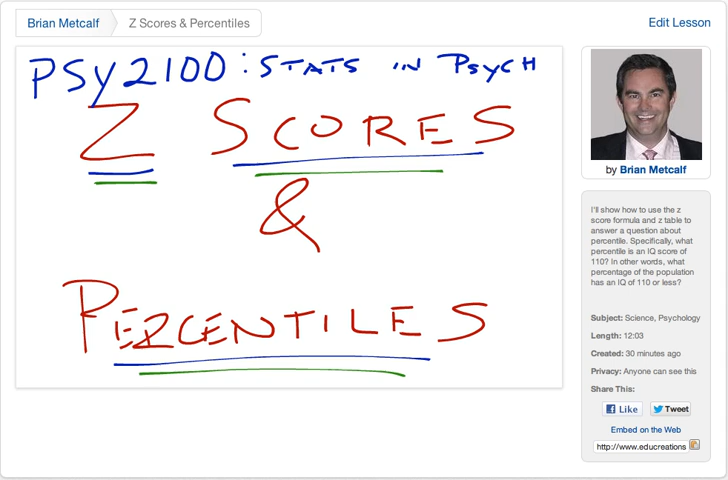 Brian Metcalf
Z Scores & Percentiles
Edit Lesson
PSY2100: STATS IN PSYCH
Z SCORES
&
PERCENTILES
by Brian Metcalf
I'll show how to use the z
score formula and z table to
answer a question about
percentile. Specifically, what
percentile is an IQ score of
110? In other words, what
percentage of the population
has an IQ of 110 or less?
Subject: Science, Psychology
Length: 12:03
Created: 30 minutes ago
Privacy: Anyone can see this
Share This:
Like
Tweet
Embed on the Web
http://www.educreations